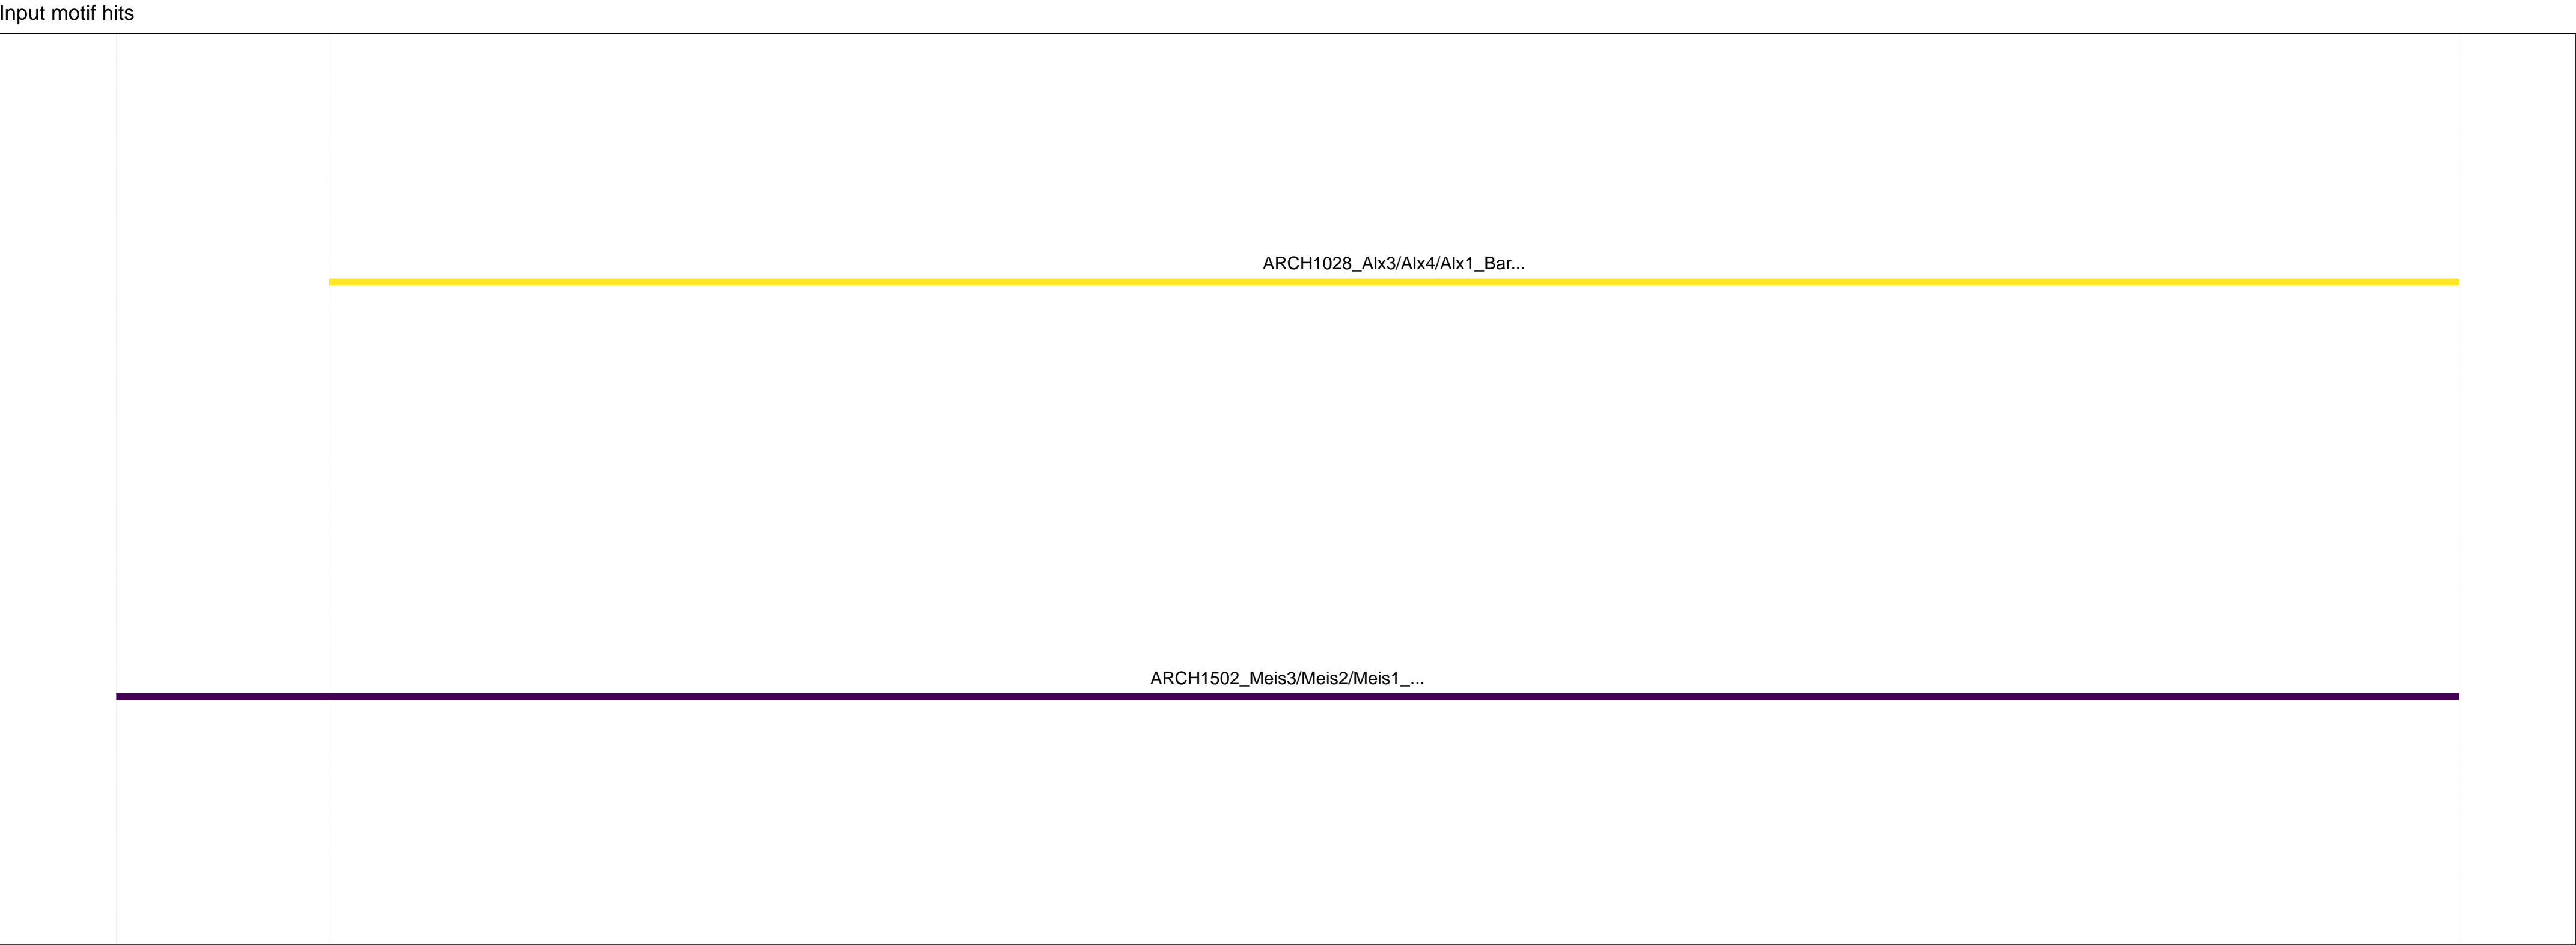 Input motif hits
ARCH1028_Alx3/Alx4/Alx1_Bar...
ARCH1502_Meis3/Meis2/Meis1_...